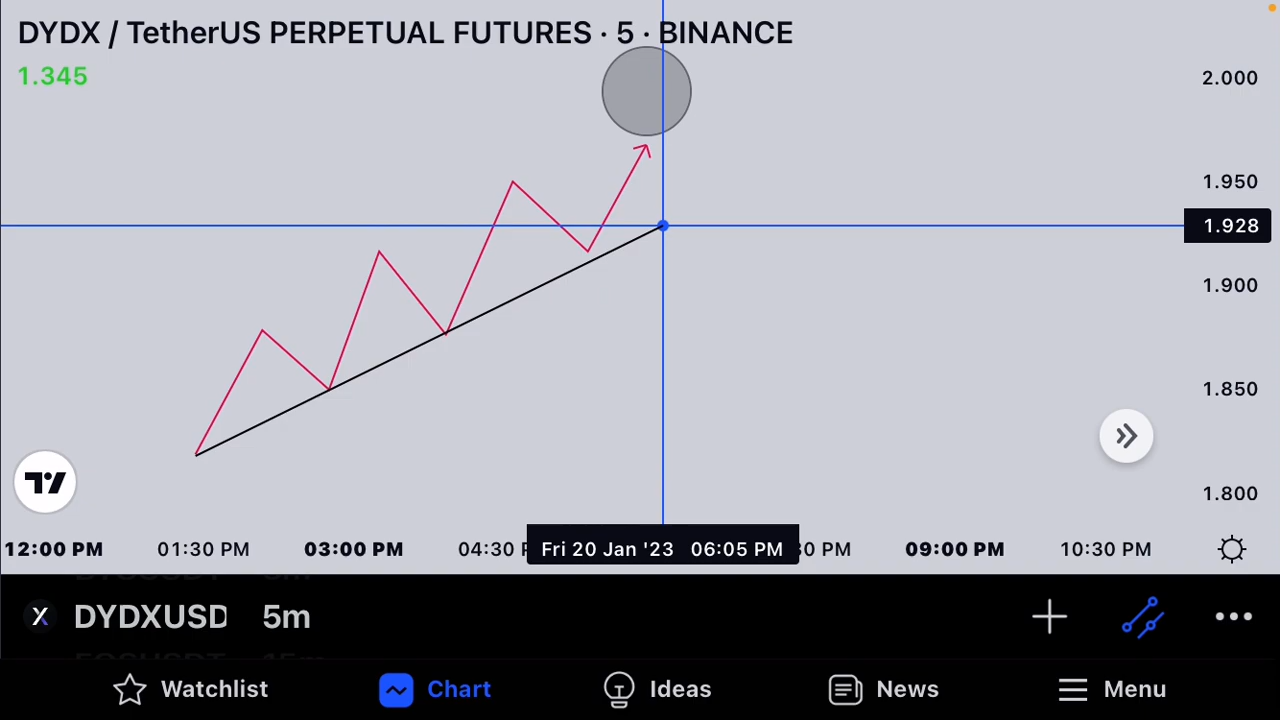 DYDX / TetherUS PERPETUAL FUTURES · 5 · BINANCE
1.345
2.000
1.950
1.928
1.900
1.850
1.800
12:00 PM 01:30 PM 03:00 PM 04:30 Fri 20 Jan '23 06:05 PM PM 09:00 PM 10:30 PM
DYDXUSD 5m
Watchlist Chart Ideas News Menu